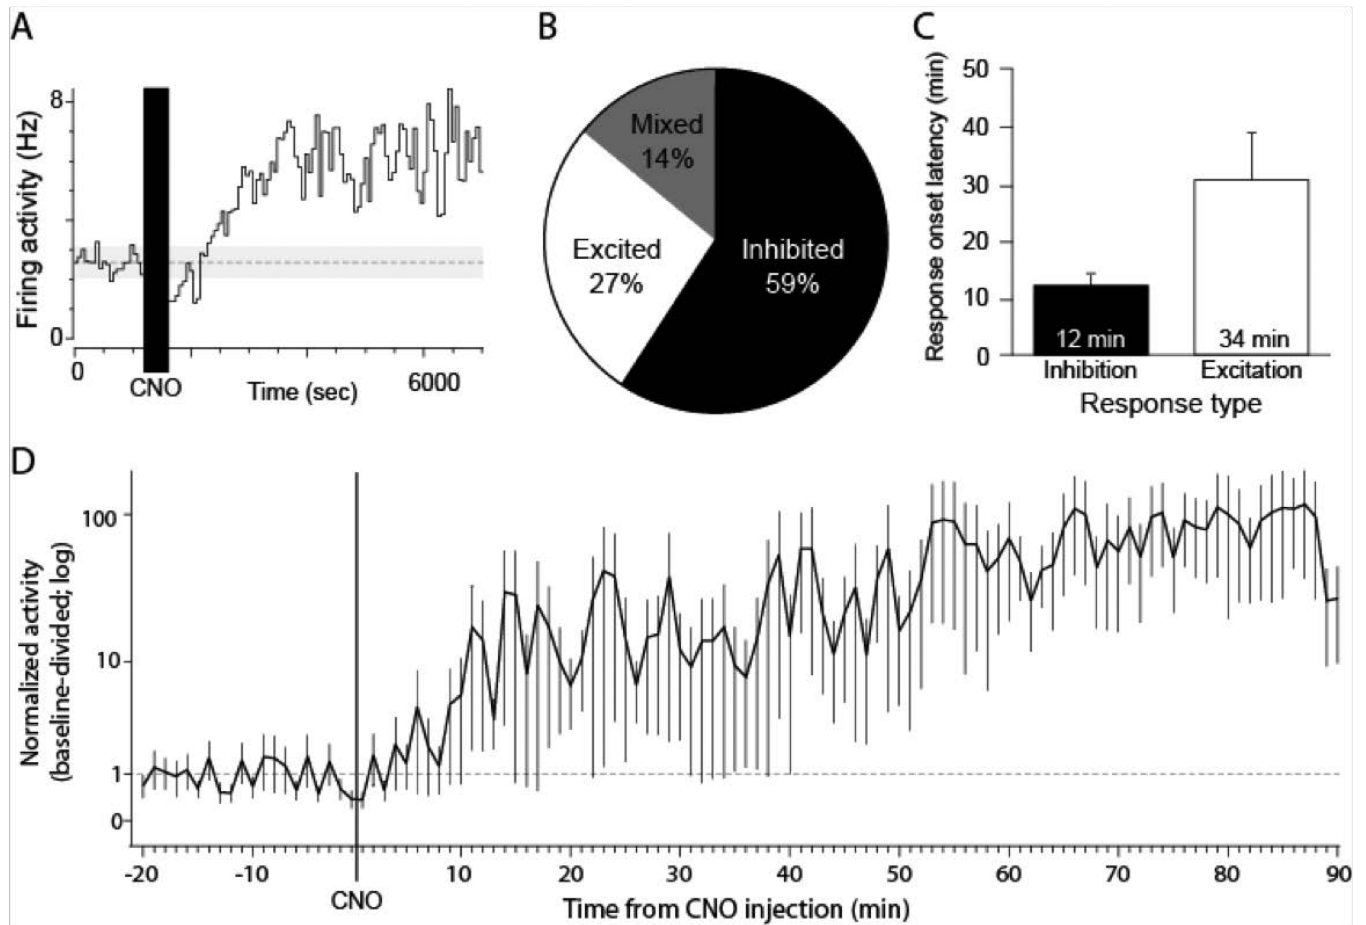 A
Firing activity (Hz)
8
0
0
CNO
Time (sec)
6000
B
Mixed
14%
Excited
27%
Inhibited
59%
C
Response onset latency (min)
50
40
30
20
10
0
12 min
34 min
Inhibition
Excitation
Response type
D
Normalized activity
(baseline-divided; log)
100
10
1
0
-20
-10
CNO
10
20
30
40
50
60
70
80
90
Time from CNO injection (min)